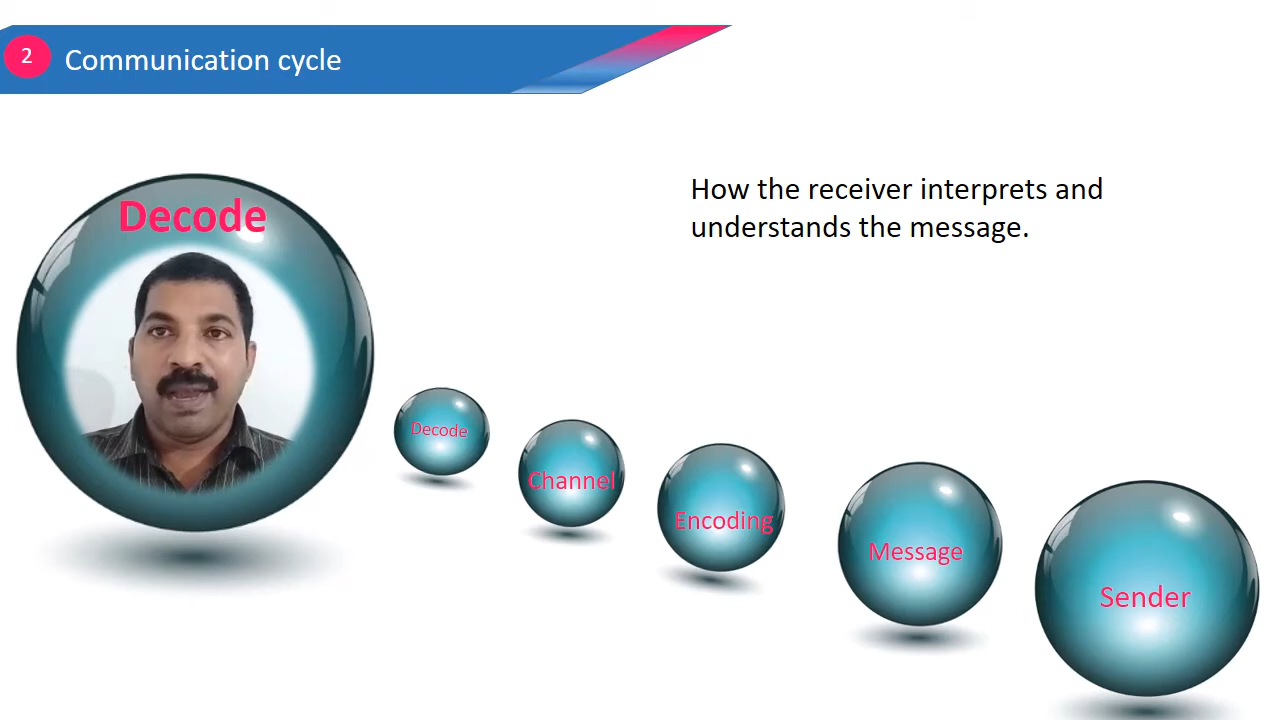 2
Communication cycle
Decode
How the receiver interprets and
understands the message.
Decode
Channel
Encoding
Message
Sender